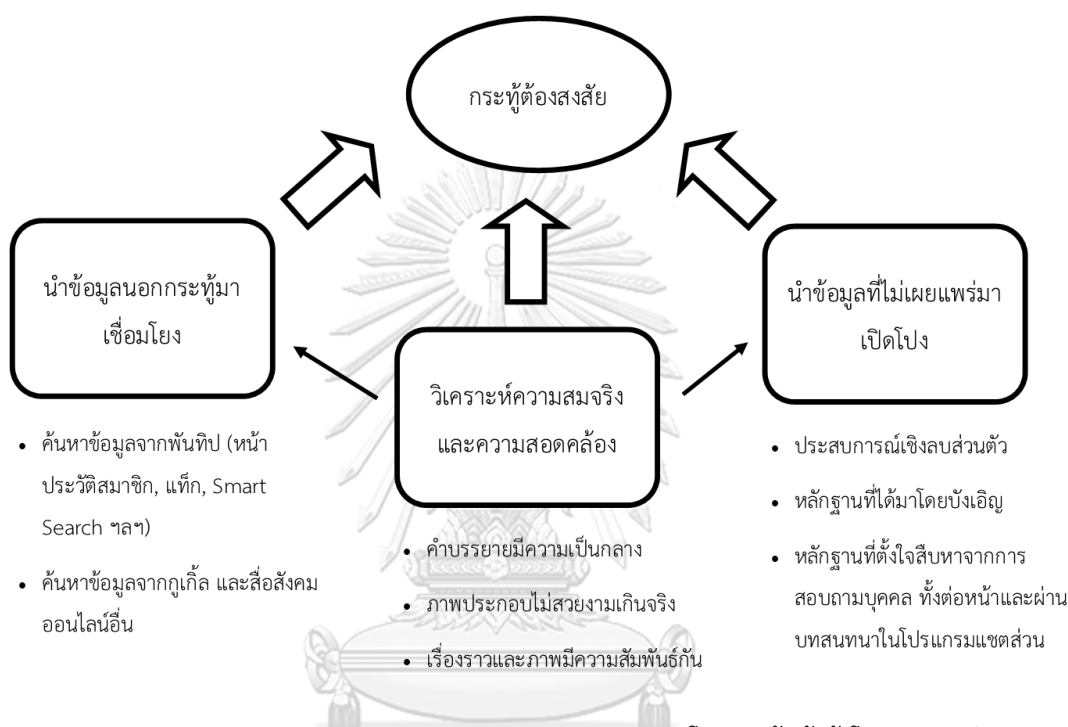 กระทู้ต้องสงสัย
นำข้อมูลนอกกระทู้มา
เชื่อมโยง
วิเคราะห์ความสมจริง
และความสอดคล้อง
นำข้อมูลที่ไม่เผยแพร่มา
เปิดโปง
• ค้นหาข้อมูลจากพันทิป (หน้า
ประวัติสมาชิก, แท็ก, Smart
Search ฯลฯ)
• ค้นหาข้อมูลจากกูเกิ้ล และสื่อสังคม
ออนไลน์อื่น
• คำบรรยายมีความเป็นกลาง
• ภาพประกอบไม่สวยงามเกินจริง
• เรื่องราวและภาพมีความสัมพันธ์กัน
• ประสบการณ์เชิงลบส่วนตัว
• หลักฐานที่ได้มาโดยบังเอิญ
• หลักฐานที่ตั้งใจสืบหาจากการ
สอบถามบุคคล ทั้งต่อหน้าและผ่าน
บทสนทนาในโปรแกรมแชตส่วน